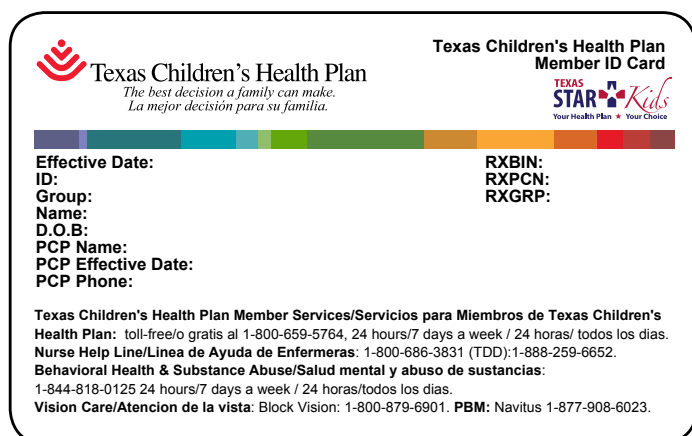 Texas Children's Health Plan
Member ID Card
Texas Children's Health Plan
The best decision a family can make.
La mejor decisión para su familia.
TEXAS
STAR Kids
Your Health Plan ★ Your Choice
Effective Date:
ID:
Group:
Name:
D.O.B:
PCP Name:
PCP Effective Date:
PCP Phone:
RXBIN:
RXPCN:
RXGRP:
Texas Children's Health Plan Member Services/Servicios para Miembros de Texas Children's
Health Plan: toll-free/o gratis al 1-800-659-5764, 24 hours/7 days a week / 24 horas/ todos los dias.
Nurse Help Line/Linea de Ayuda de Enfermeras: 1-800-686-3831 (TDD):1-888-259-6652.
Behavioral Health & Substance Abuse/Salud mental y abuso de sustancias:
1-844-818-0125 24 hours/7 days a week / 24 horas/todos los dias.
Vision Care/Atencion de la vista: Block Vision: 1-800-879-6901. PBM: Navitus 1-877-908-6023.